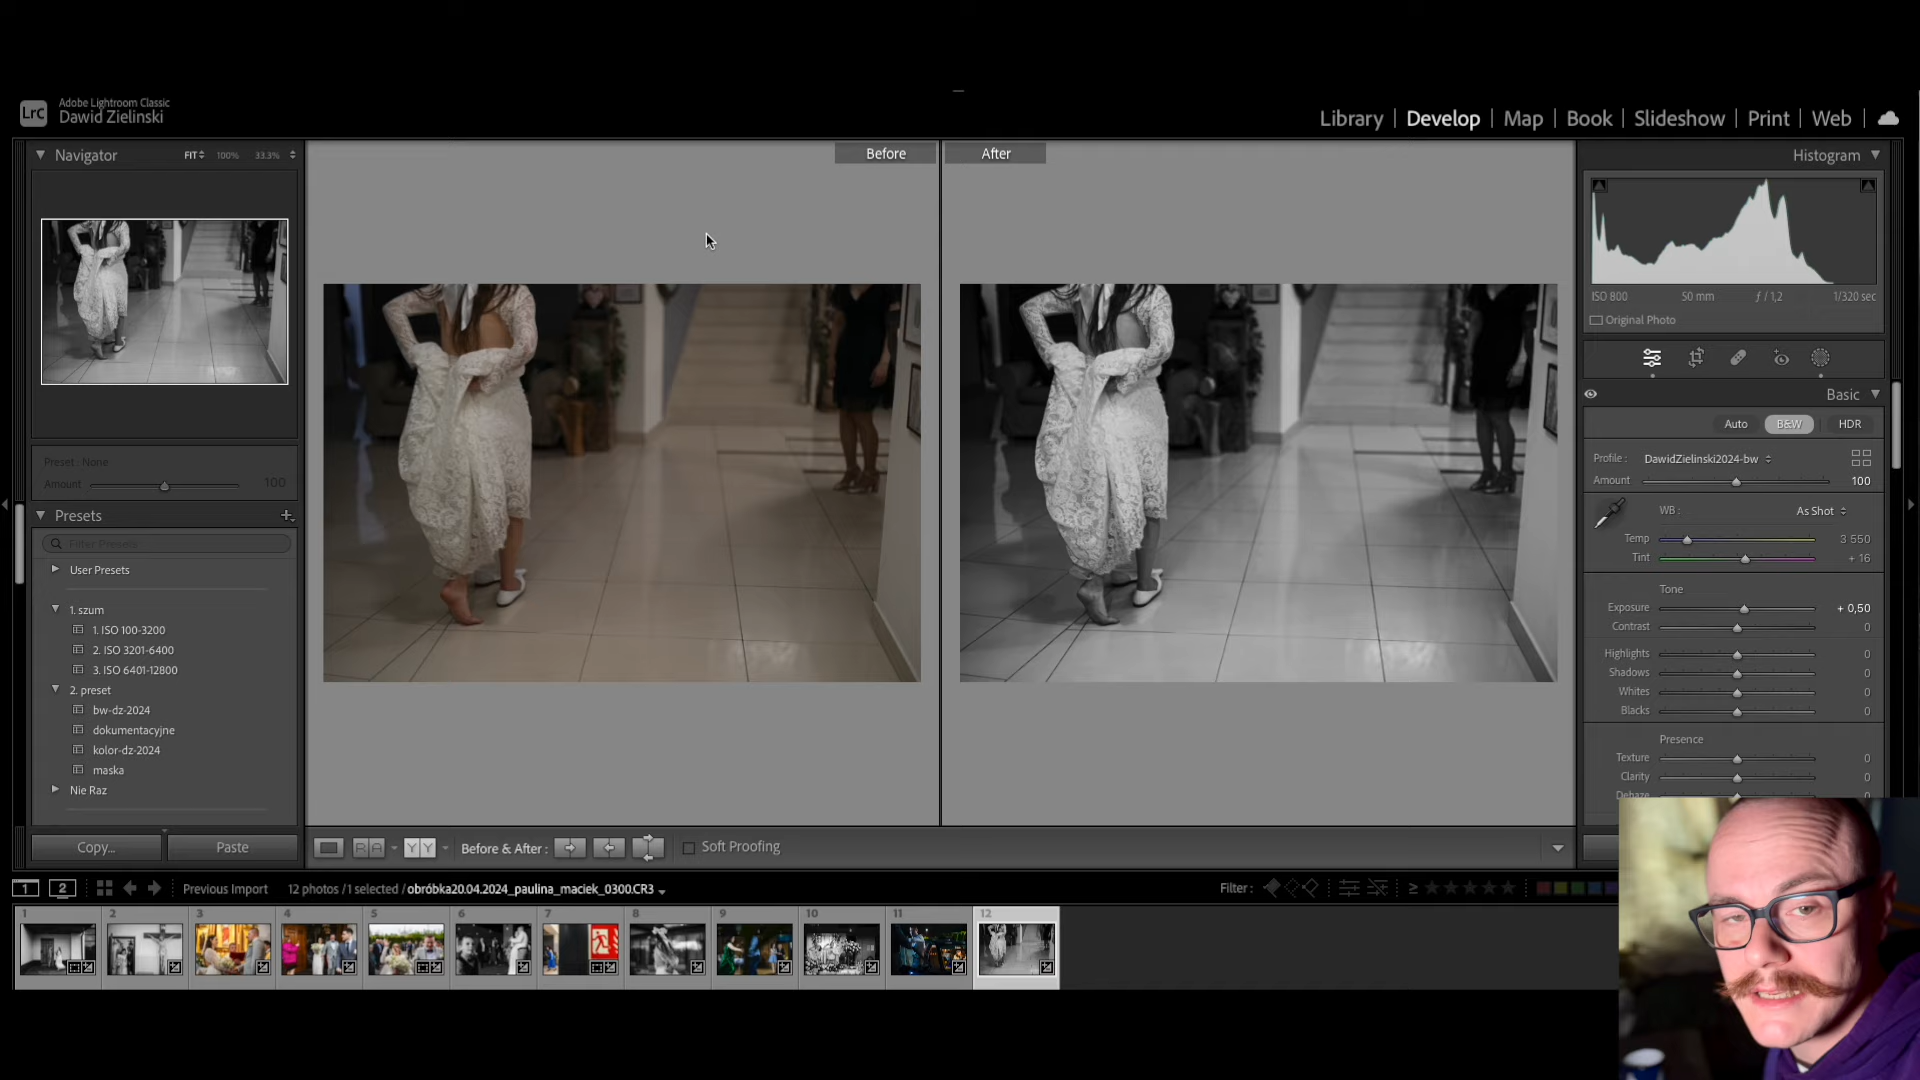 LrC
Adobe Lightroom Classic
Dawid Zielinski
Library | Develop | Map | Book | Slideshow | Print | Web
Navigator FIT 100% 33.3%
Before After
Histogram
ISO 800 50 mm ƒ / 1,2 1/320 sec
Original Photo
Basic
Auto B&W HDR
Profile : DawidZielinski2024-bw
Amount 100
WB : As Shot
Temp 3 550
Tint + 16
Tone
Exposure + 0,50
Contrast 0
Highlights 0
Shadows 0
Whites 0
Blacks 0
Presence
Texture 0
Clarity 0
Dehaze
Preset : None
Amount 100
Presets
Filter Presets
User Presets
1. szum
1. ISO 100-3200
2. ISO 3201-6400
3. ISO 6401-12800
2. preset
bw-dz-2024
dokumentacyjne
kolor-dz-2024
maska
Nie Raz
Copy... Paste
R A Y Y Before & After : Soft Proofing
1 2 Previous Import 12 photos / 1 selected / obróbka20.04.2024_paulina_maciek_0300.CR3 Filter :
1 2 3 4 5 6 7 8 9 10 11 12